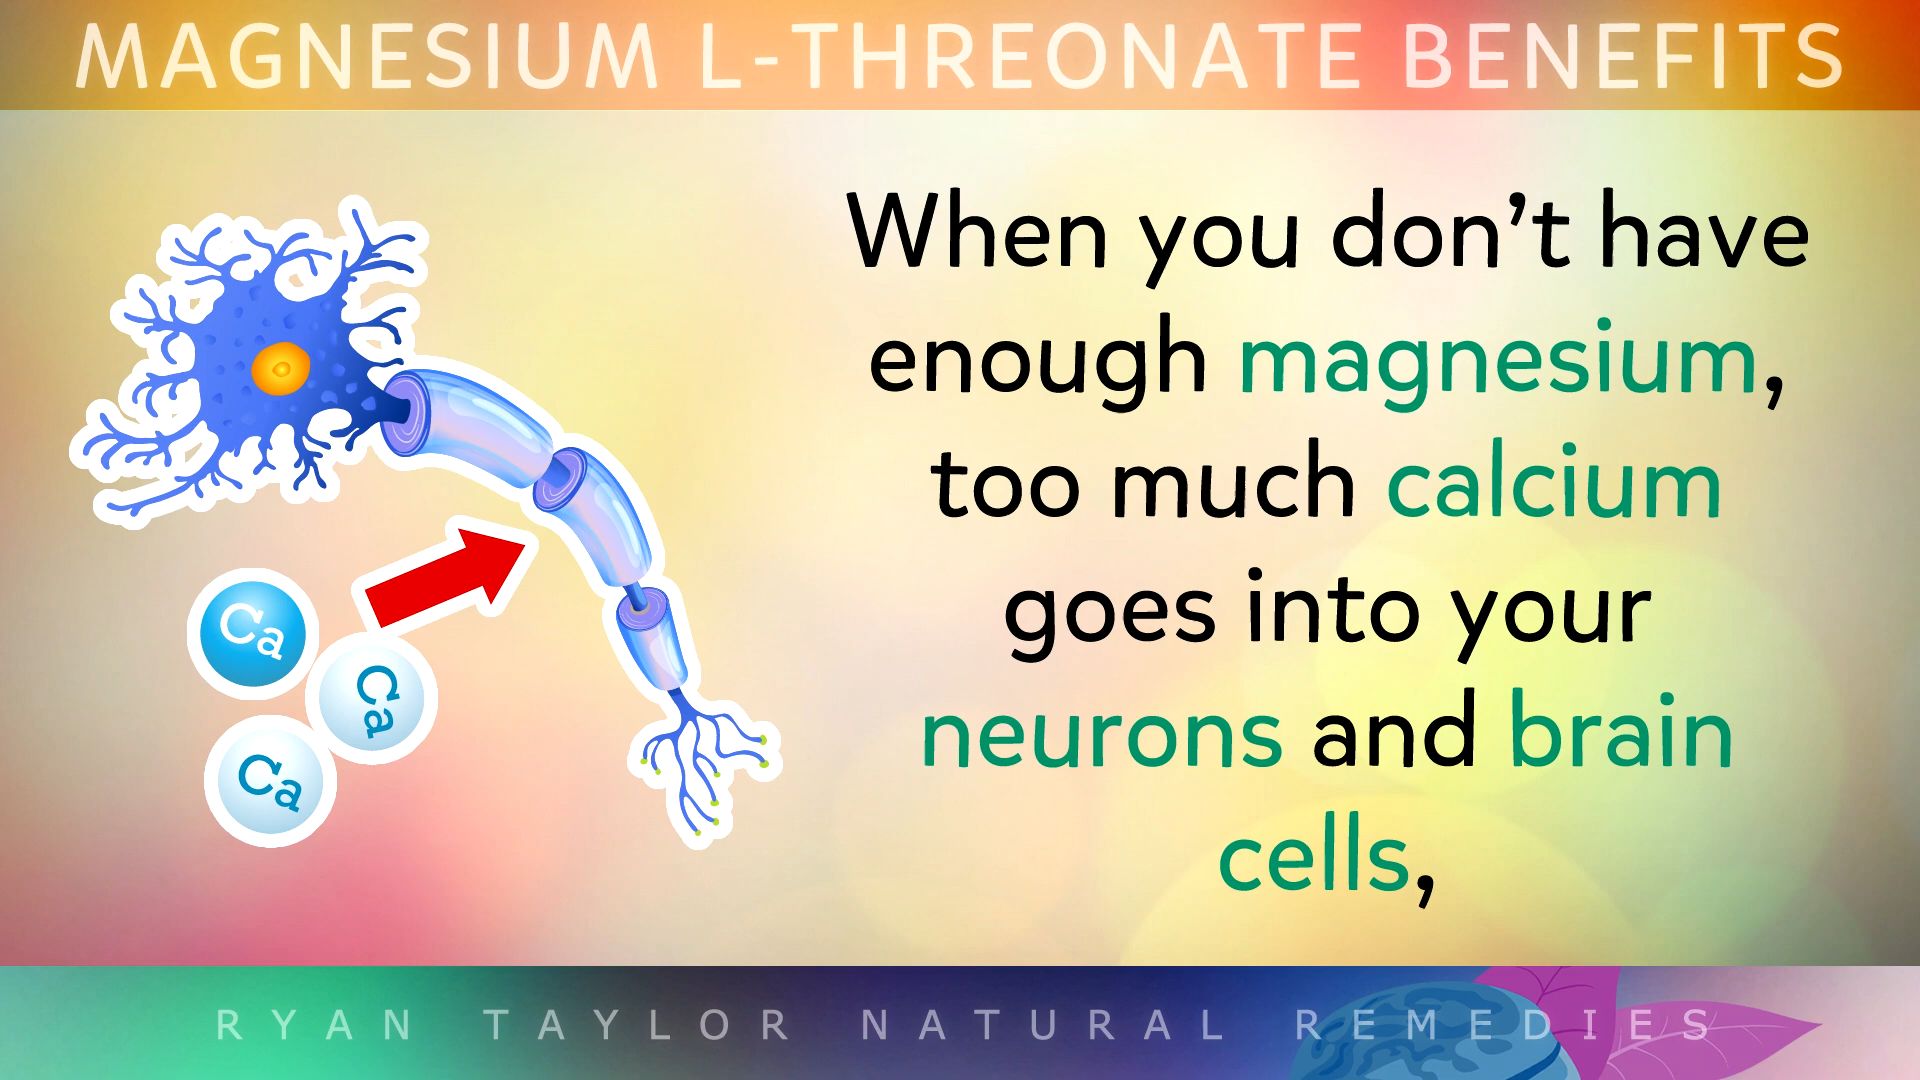 MAGNESIUM L-THREONATE BENEFITS
When you don't have
enough magnesium,
too much calcium
goes into your
neurons and brain
cells,
Ca
Ca
Ca
RYAN TAYLOR NATURAL REMEDIES